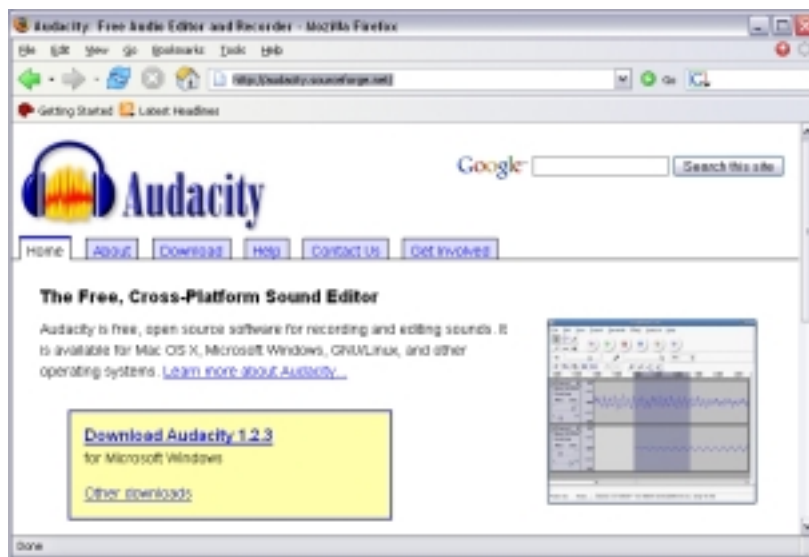 Audacity: Free Audio Editor and Recorder - Mozilla Firefox
File Edit View Go Bookmarks Tools Help
http://audacity.sourceforge.net/ Go
Getting Started Latest Headlines
Audacity
Google Search this site
Home About Download Help Contact Us Get Involved
The Free, Cross-Platform Sound Editor
Audacity is free, open source software for recording and editing sounds. It
is available for Mac OS X, Microsoft Windows, GNU/Linux, and other
operating systems. Learn more about Audacity...
Download Audacity 1.2.3
for Microsoft Windows
Other downloads
Done